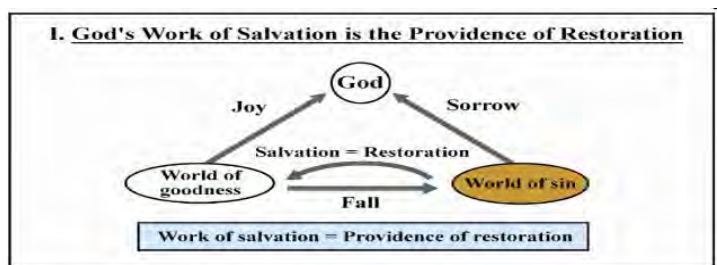 I. God's Work of Salvation is the Providence of Restoration
God
Joy
Sorrow
Salvation = Restoration
World of
goodness
World of sin
Fall
Work of salvation = Providence of restoration